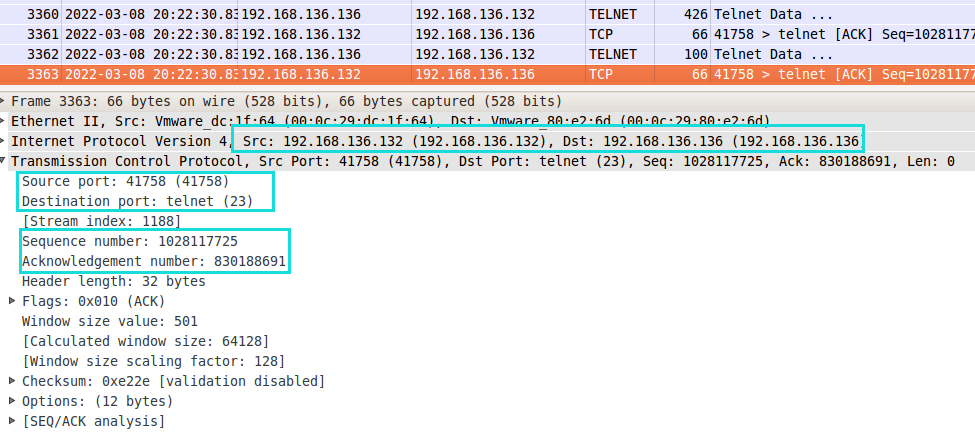 3360 2022-03-08 20:22:30.83 192.168.136.136 192.168.136.132 TELNET 426 Telnet Data ...
3361 2022-03-08 20:22:30.83 192.168.136.132 192.168.136.136 TCP 66 41758 > telnet [ACK] Seq=10281177
3362 2022-03-08 20:22:30.83 192.168.136.136 192.168.136.132 TELNET 100 Telnet Data ...
3363 2022-03-08 20:22:30.83 192.168.136.132 192.168.136.136 TCP 66 41758 > telnet [ACK] Seq=10281177
Frame 3363: 66 bytes on wire (528 bits), 66 bytes captured (528 bits)
Ethernet II, Src: Vmware_dc:1f:64 (00:0c:29:dc:1f:64), Dst: Vmware_80:e2:6d (00:0c:29:80:e2:6d)
Internet Protocol Version 4, Src: 192.168.136.132 (192.168.136.132), Dst: 192.168.136.136 (192.168.136.136
Transmission Control Protocol, Src Port: 41758 (41758), Dst Port: telnet (23), Seq: 1028117725, Ack: 830188691, Len: 0
Source port: 41758 (41758)
Destination port: telnet (23)
[Stream index: 1188]
Sequence number: 1028117725
Acknowledgement number: 830188691
Header length: 32 bytes
Flags: 0x010 (ACK)
Window size value: 501
[Calculated window size: 64128]
[Window size scaling factor: 128]
Checksum: 0xe22e [validation disabled]
Options: (12 bytes)
[SEQ/ACK analysis]